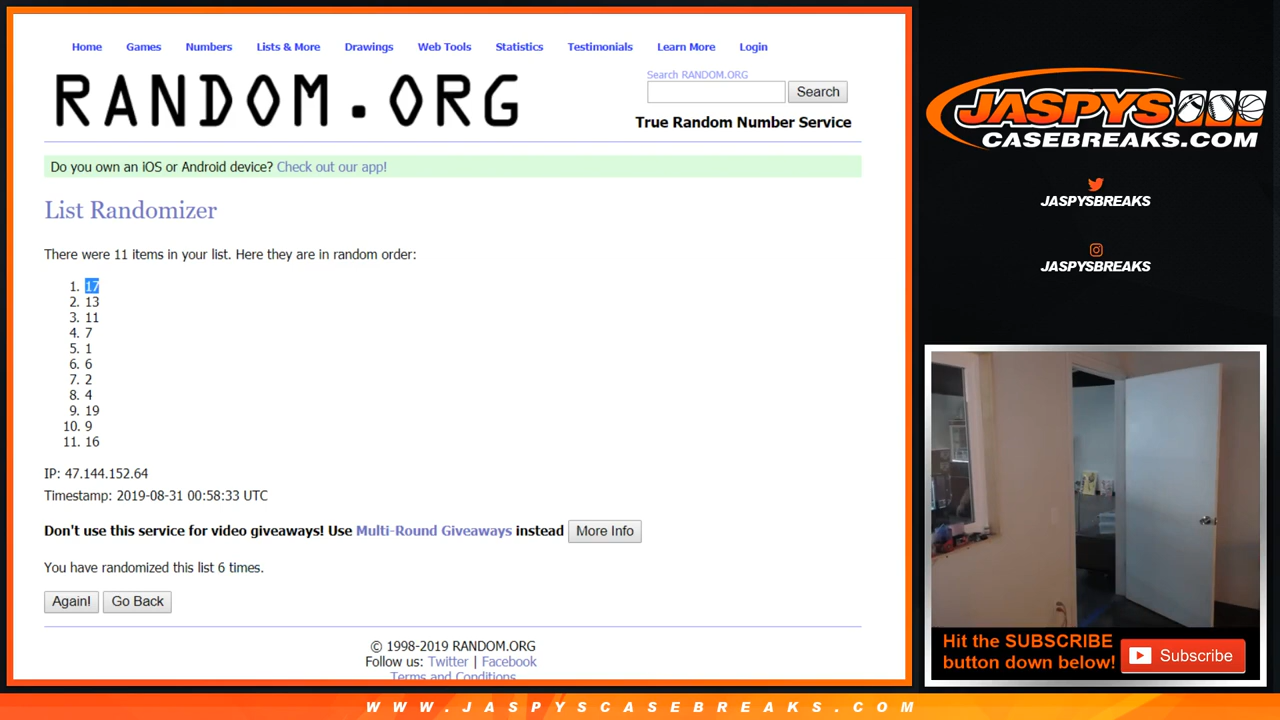 Home Games Numbers Lists & More Drawings Web Tools Statistics Testimonials Learn More Login
RANDOM.ORG
Search RANDOM.ORG
Search
True Random Number Service
Do you own an iOS or Android device? Check out our app!
List Randomizer
There were 11 items in your list. Here they are in random order:
1. 17
2. 13
3. 11
4. 7
5. 1
6. 6
7. 2
8. 4
9. 19
10. 9
11. 16
IP: 47.144.152.64
Timestamp: 2019-08-31 00:58:33 UTC
Don't use this service for video giveaways! Use Multi-Round Giveaways instead More Info
You have randomized this list 6 times.
Again! Go Back
© 1998-2019 RANDOM.ORG
Follow us: Twitter | Facebook
Terms and Conditions
JASPYS
CASEBREAKS.COM
JASPYSBREAKS
JASPYSBREAKS
Hit the SUBSCRIBE
button down below!
Subscribe
WWW.JASPYSCASEBREAKS.COM